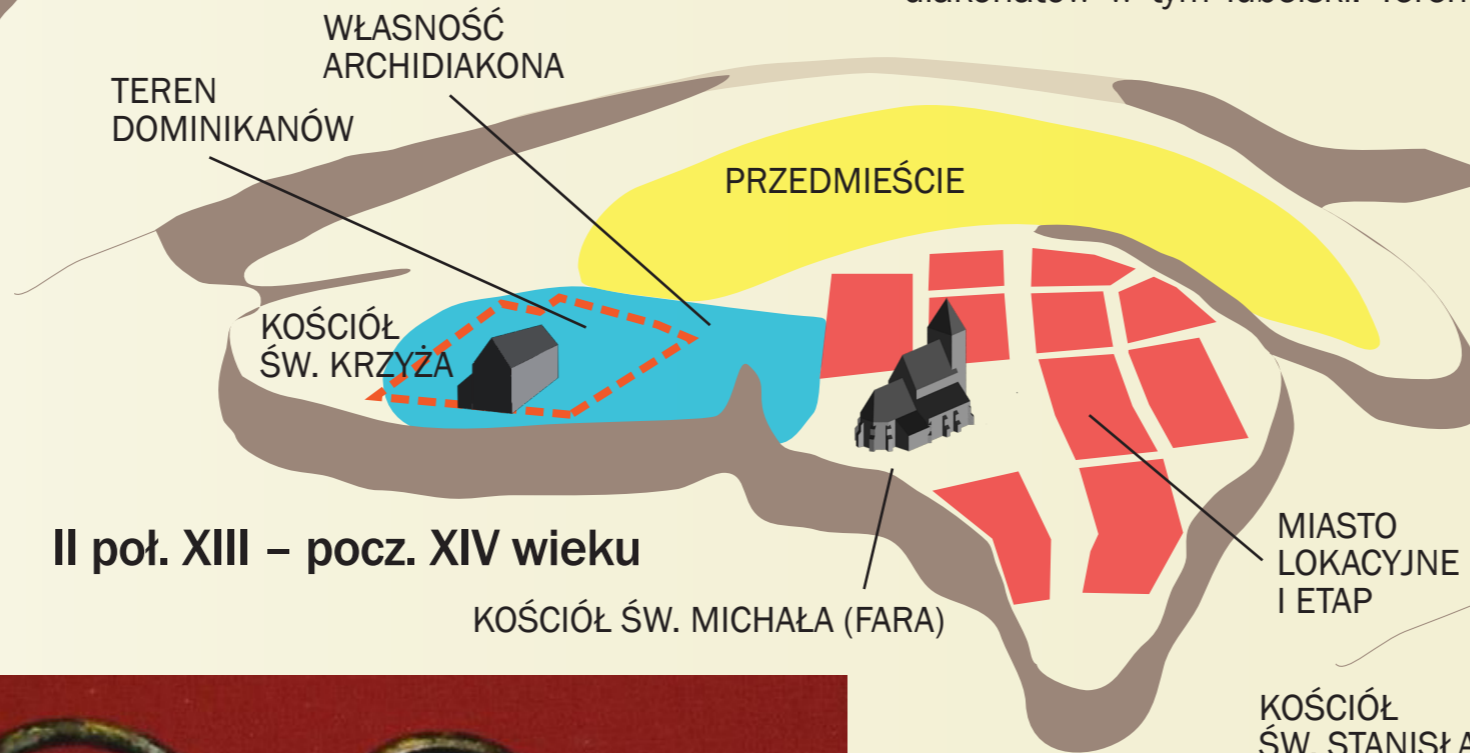 WŁASNOŚĆ
ARCHIDIAKONA
TEREN
DOMINIKANÓW
PRZEDMIEŚCIE
KOŚCIÓŁ
ŚW. KRZYŻA
II poł. XIII – pocz. XIV wieku
MIASTO
LOKACYJNE
I ETAP
KOŚCIÓŁ ŚW. MICHAŁA (FARA)
KOŚCIÓŁ
ŚW.